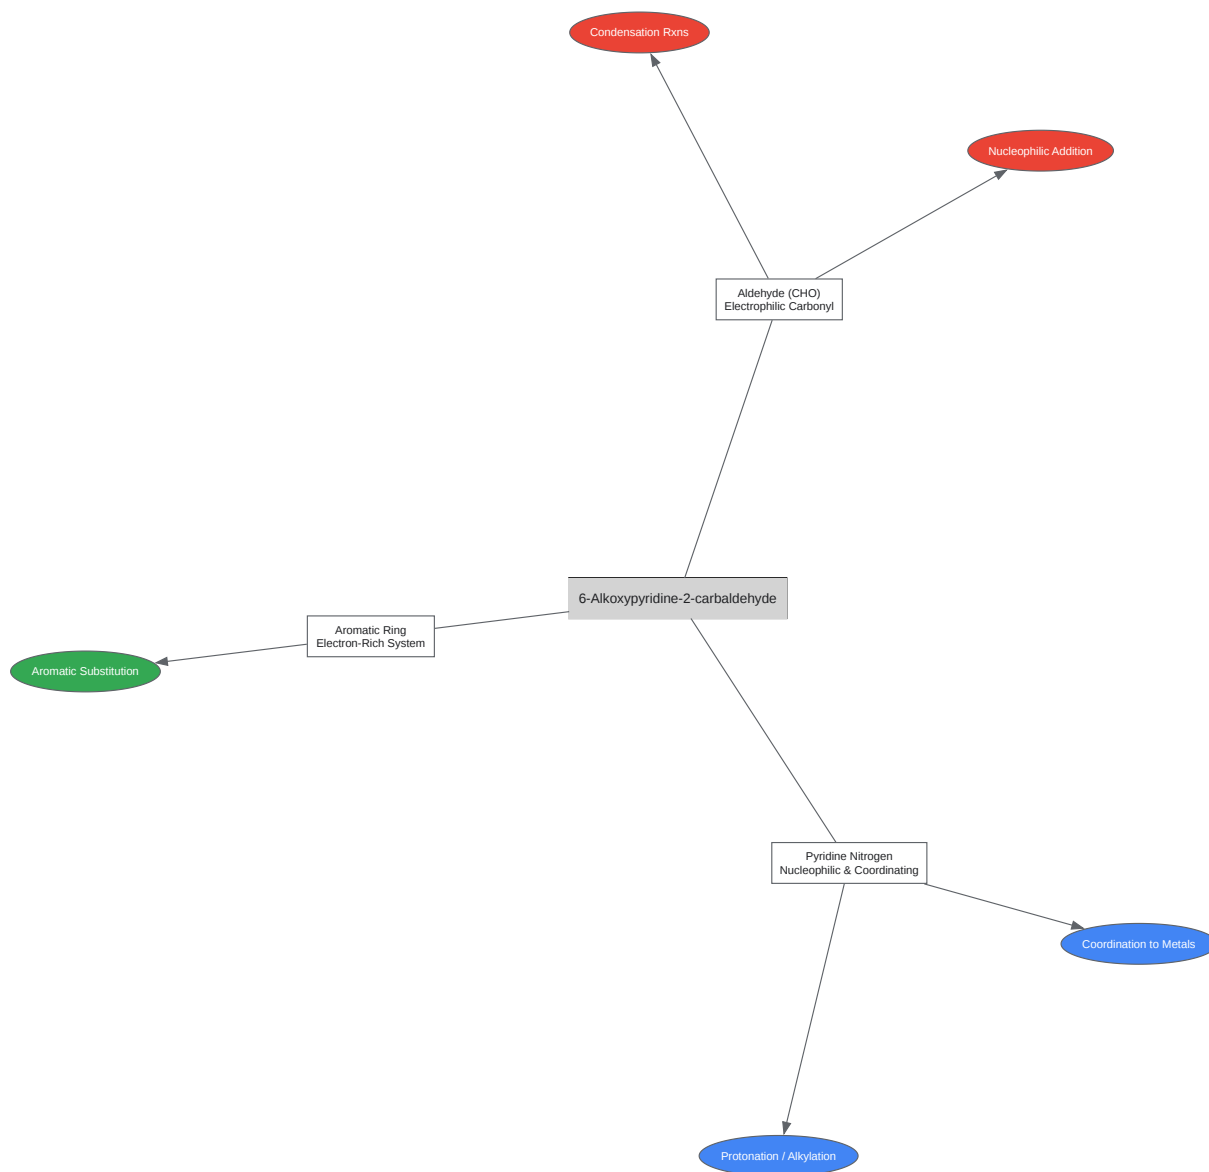 Condensation Rxns
Nucleophilic Addition
Aldehyde (CHO)
Electrophilic Carbonyl
6-Alkoxypyridine-2-carbaldehyde
Aromatic Ring
Electron-Rich System
Aromatic Substitution
Pyridine Nitrogen
Nucleophilic & Coordinating
Coordination to Metals
Protonation / Alkylation